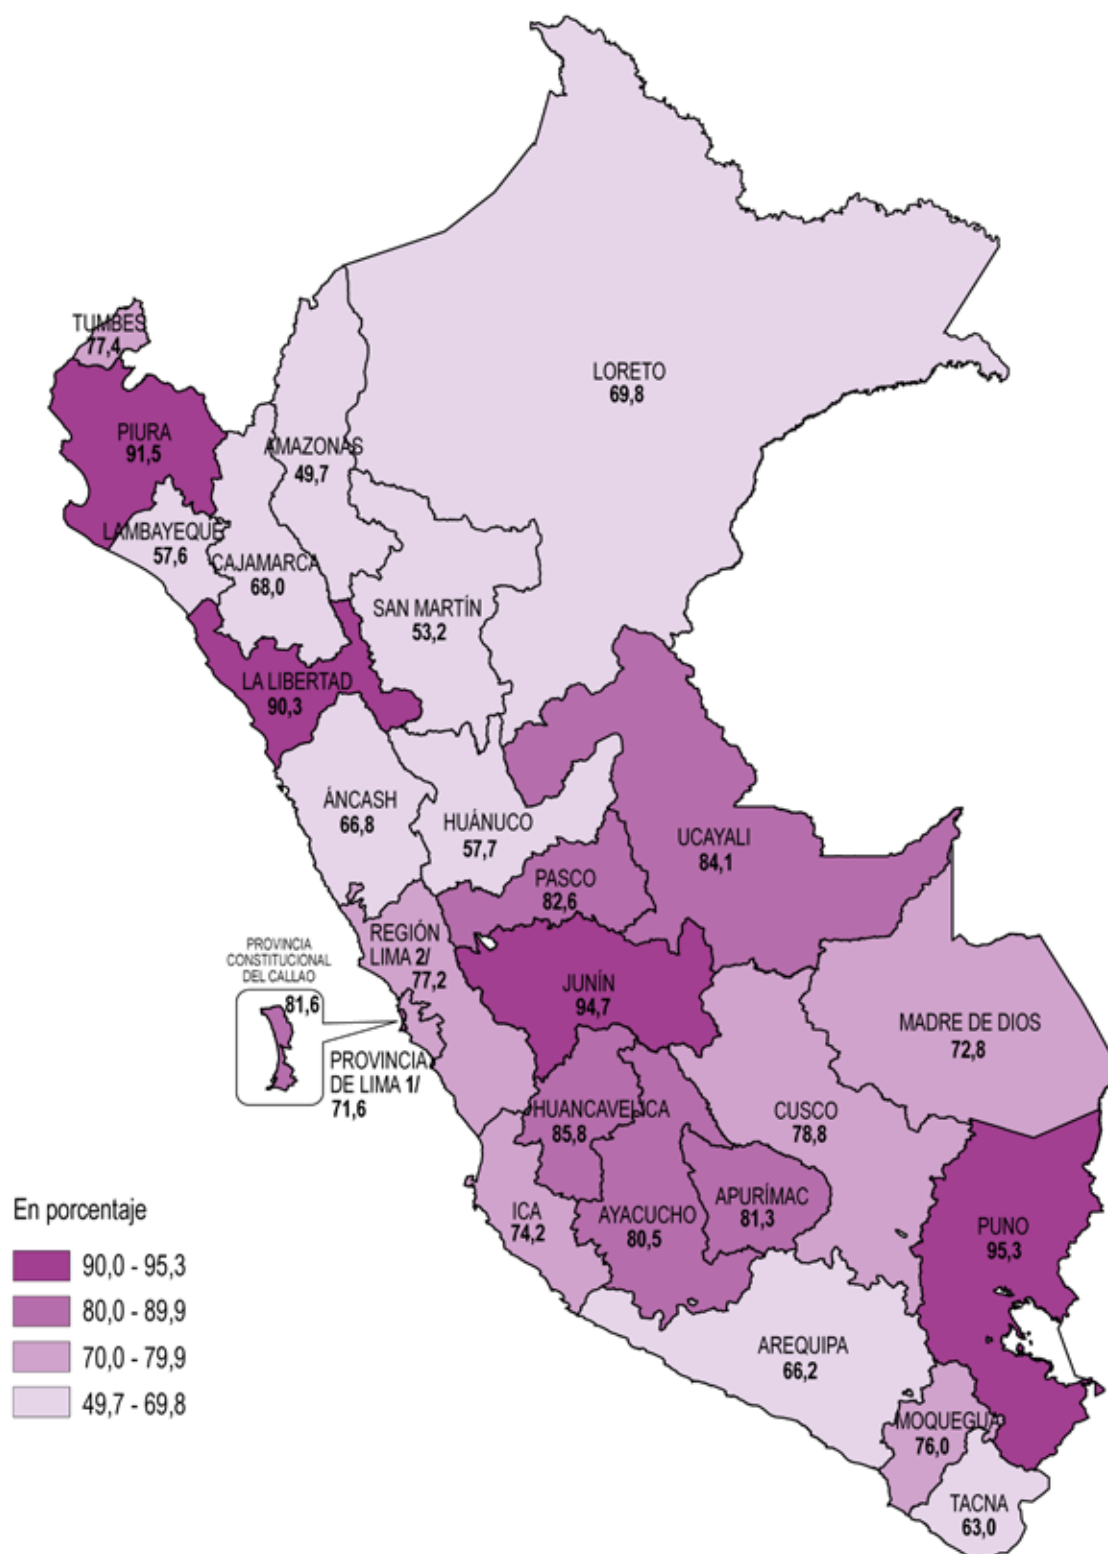 TUMBES
77,4
LORETO
69,8
PIURA
91,5
AMAZONAS
49,7
LAMBAYEQUE
57,6
CAJAMARCA
68,0
SAN MARTÍN
53,2
LA LIBERTAD
90,3
ÁNCASH
66,8
HUÁNUCO
57,7
UCAYALI
84,1
PASCO
82,6
REGIÓN
LIMA 2/
77,2
PROVINCIA
CONSTITUCIONAL
DEL CALLAO
81,6
JUNÍN
94,7
MADRE DE DIOS
72,8
PROVINCIA
DE LIMA 1/
71,6
HUANCAVELICA
85,8
CUSCO
78,8
ICA
74,2
AYACUCHO
80,5
APURÍMAC
81,3
PUNO
95,3
En porcentaje
90,0 - 95,3
80,0 - 89,9
70,0 - 79,9
49,7 - 69,8
AREQUIPA
66,2
MOQUEGUA
76,0
TACNA
63,0